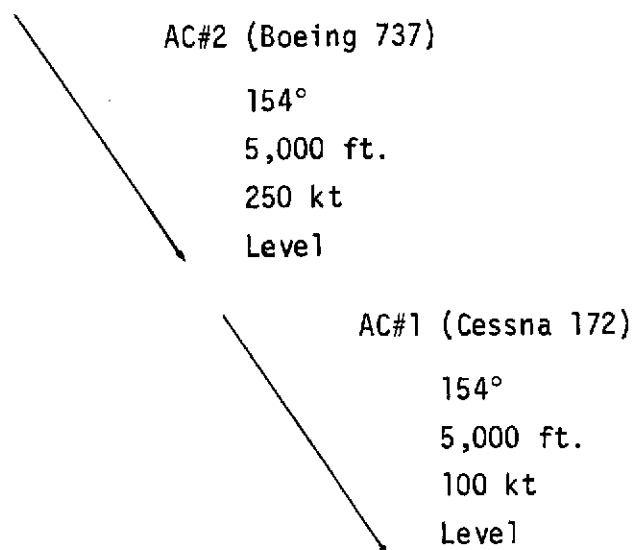 AC#2 (Boeing 737)
154°
5,000 ft.
250 kt
Level
AC#1 (Cessna 172)
154°
5,000 ft.
100 kt
Level